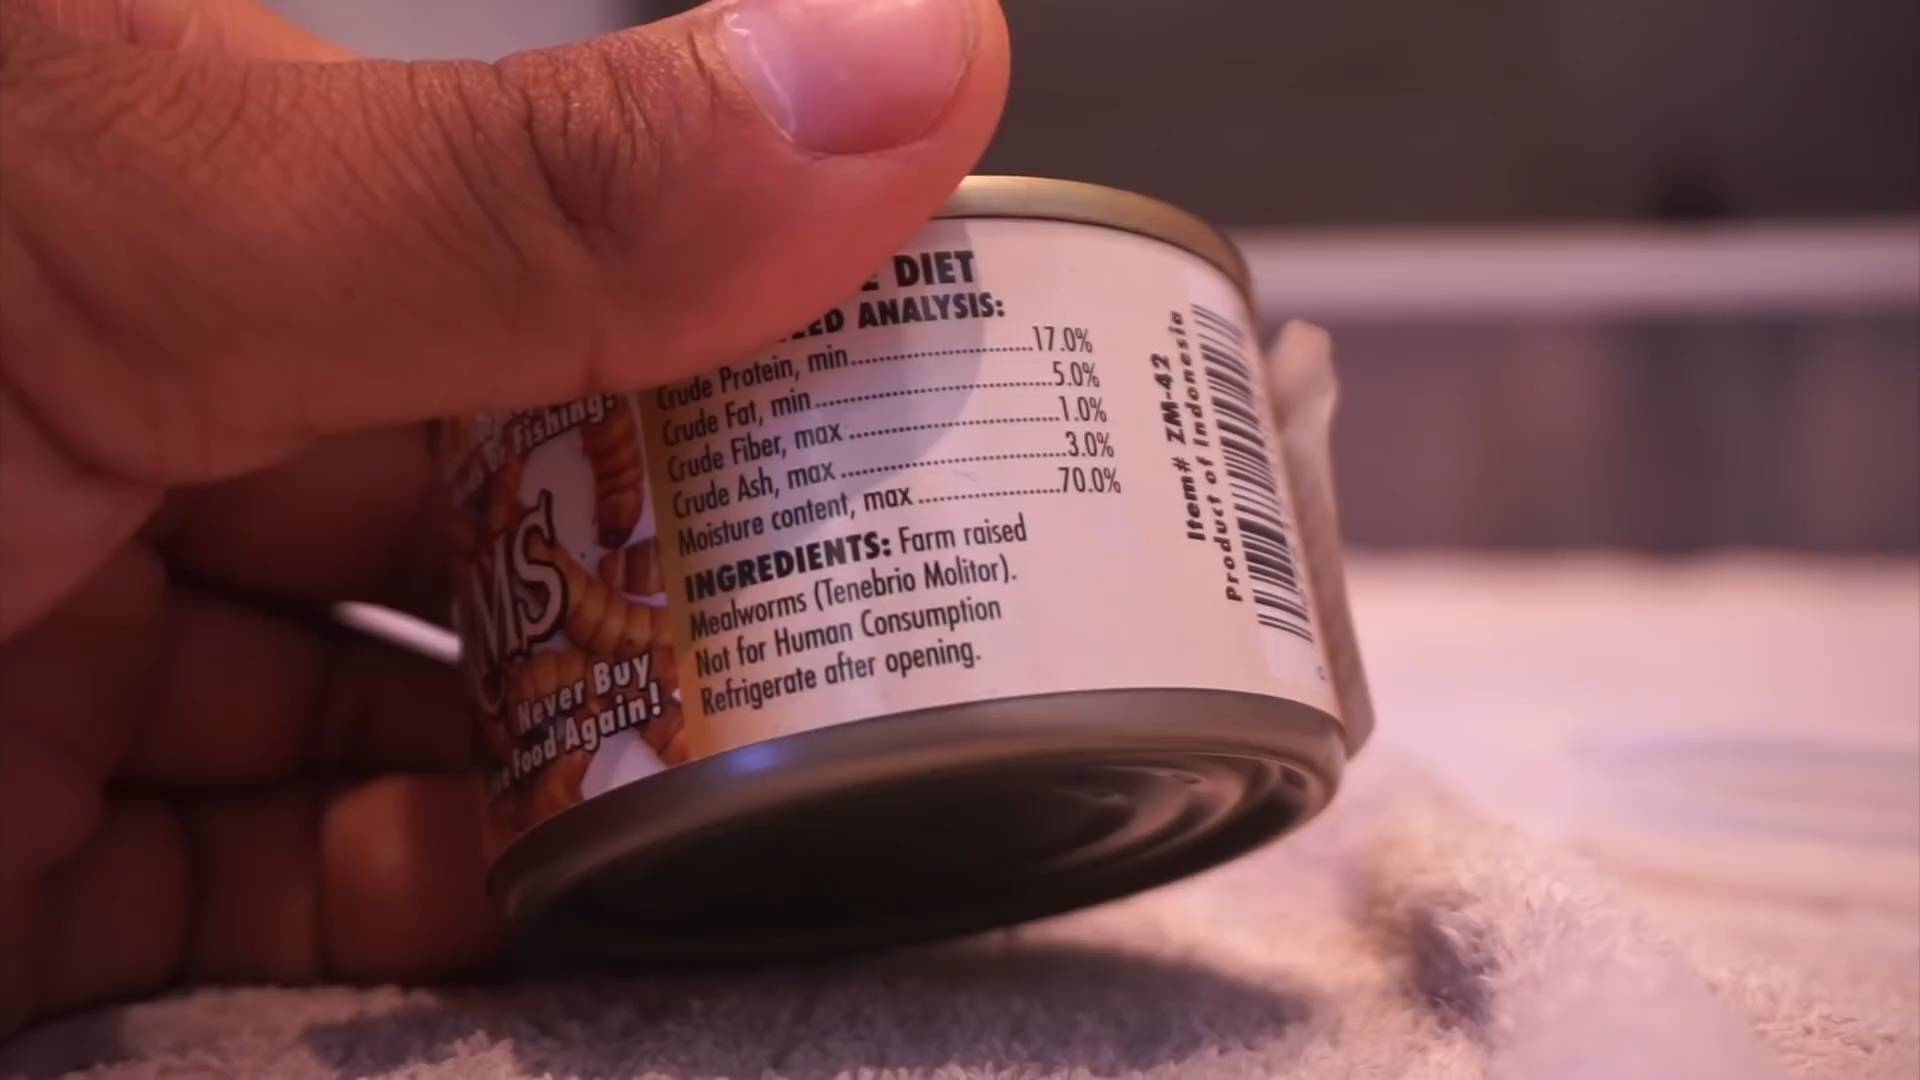 DIET
ANALYSIS:
Crude Protein, min 17.0%
Crude Fat, min 5.0%
Crude Fiber, max 1.0%
Crude Ash, max 3.0%
Moisture content, max 70.0%
INGREDIENTS: Farm raised
Mealworms (Tenebrio Molitor).
Not for Human Consumption
Refrigerate after opening.
Item# ZM-42
Product of Indonesia
Fishing!
MS
Never Buy
Food Again!